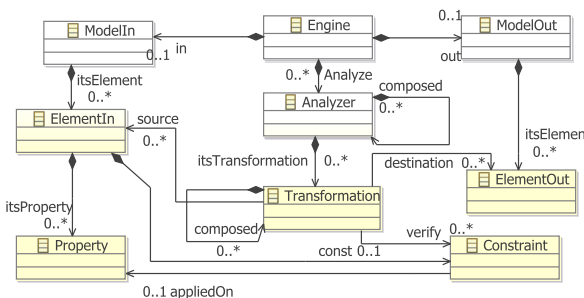 ModelIn
Engine
ModelOut
0..1 in
0..1
out
itsElement
0..*
0..* Analyze
composed
0..*
ElementIn
source
0..*
Analyzer
itsElemen
0..*
itsTransformation 0..*
destination 0..*
ElementOut
itsProperty
0..*
Transformation
composed
0..*
verify 0..*
const 0..1
Property
Constraint
0..1 appliedOn